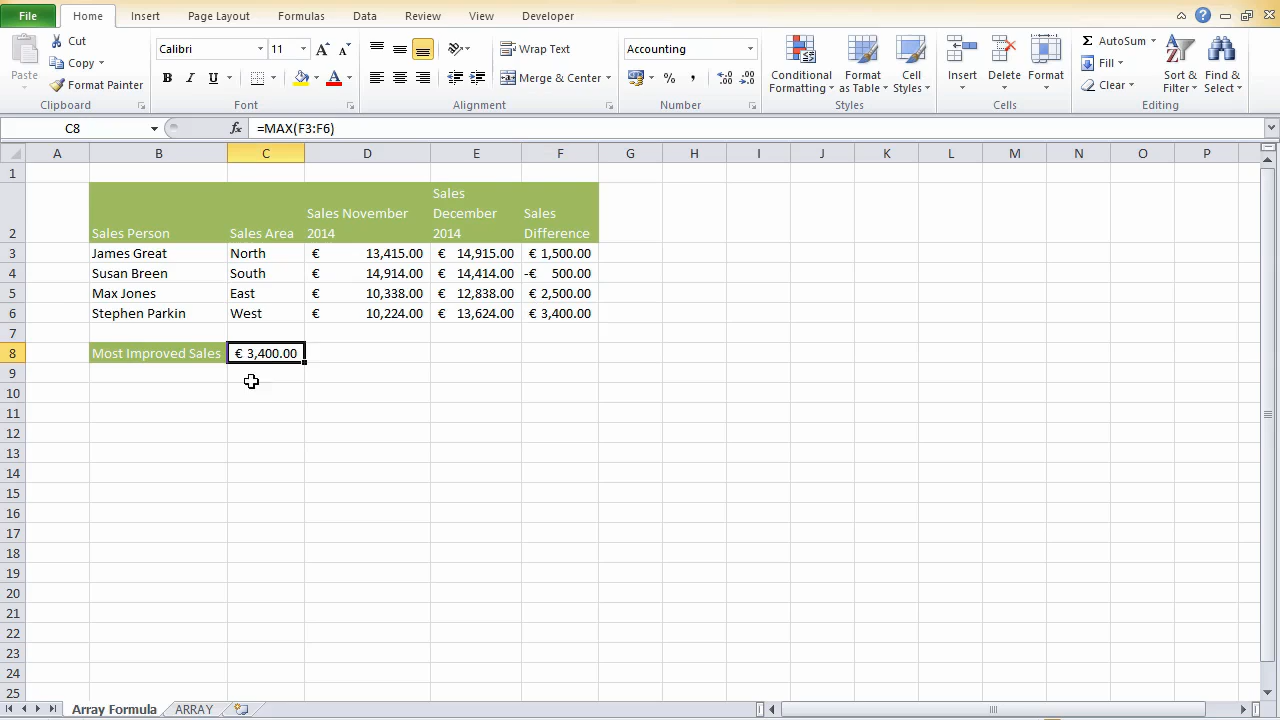 File Home Insert Page Layout Formulas Data Review View Developer
Paste
Cut
Copy
Format Painter
Clipboard
Calibri 11
B I U
A A
A
Font
Wrap Text
Merge & Center
Alignment
Accounting
% ,
.0 .00
.00 .0
Number
Conditional Formatting
Format as Table
Cell Styles
Styles
Insert
Delete
Format
Cells
Σ AutoSum
Fill
Clear
Sort & Filter
Find & Select
Editing
C8 fx =MAX(F3:F6)
A B C D E F G H I J K L M N O P
1
2 Sales Person Sales Area Sales November 2014 Sales December 2014 Sales Difference
3 James Great North € 13,415.00 € 14,915.00 € 1,500.00
4 Susan Breen South € 14,914.00 € 14,414.00 -€ 500.00
5 Max Jones East € 10,338.00 € 12,838.00 € 2,500.00
6 Stephen Parkin West € 10,224.00 € 13,624.00 € 3,400.00
7
8 Most Improved Sales € 3,400.00
9
10
11
12
13
14
15
16
17
18
19
20
21
22
23
24
25
Array Formula ARRAY